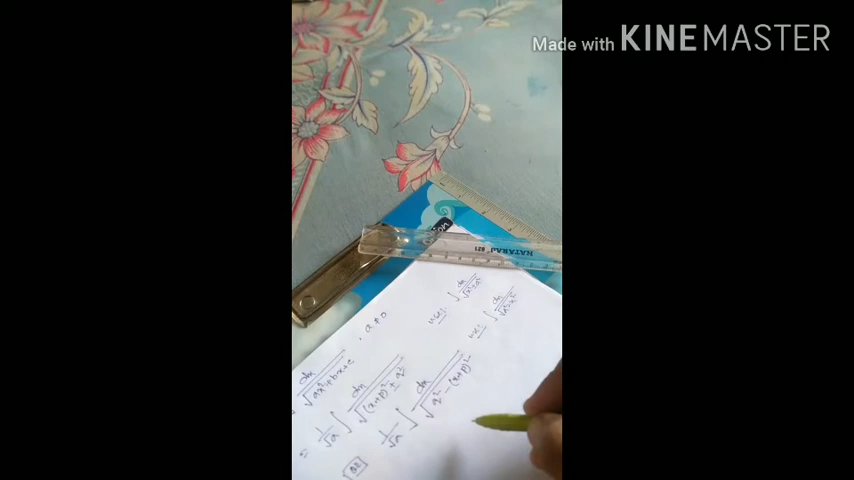 Made with KINEMASTER
NATARAJ 621
∫ dx / √(ax²+bx+c) , a≠0
= 1/√a ∫ dx / √((x+p)² ± q²)
use:- ∫ dx / √(x²±a²)
or
1/√a ∫ dx / √(q² - (x+p)²)
use:- ∫ dx / √(a²-x²)